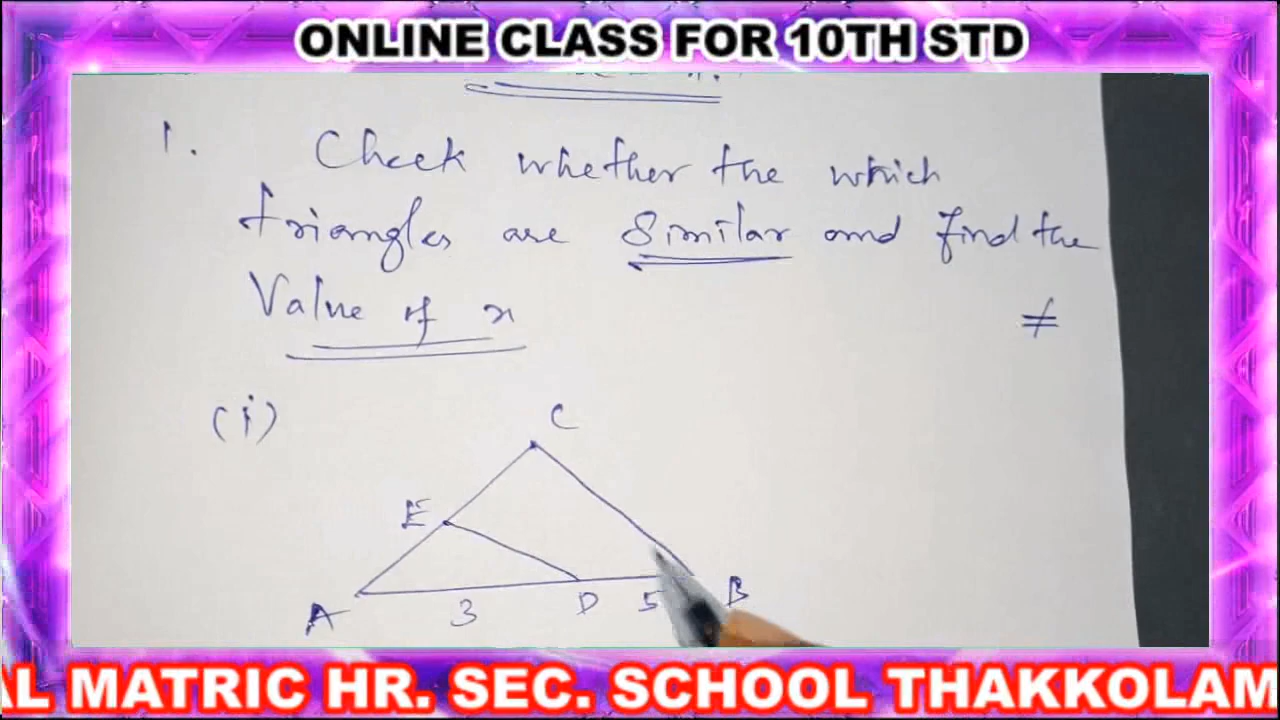 ONLINE CLASS FOR 10TH STD
1. Check whether the which
triangles are similar and find the
Value of x
≠
(i)
C
E
A 3 D 5 B
AL MATRIC HR. SEC. SCHOOL THAKKOLAM